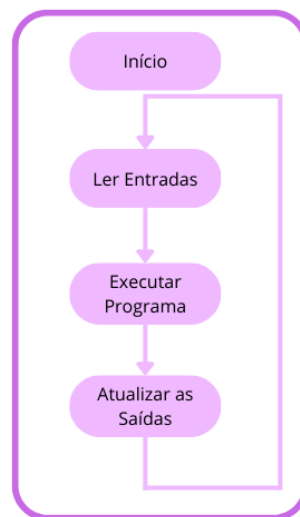 Início
Ler Entradas
Executar
Programa
Atualizar as
Saídas